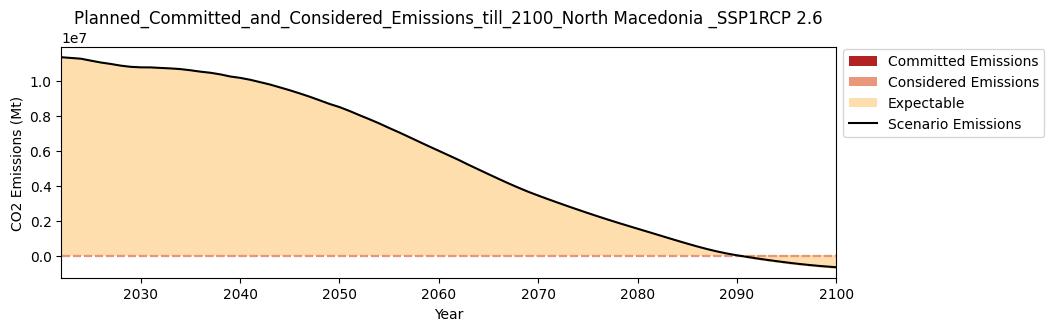 Planned_Committed_and_Considered_Emissions_till_2100_North Macedonia _SSP1RCP 2.6
1e7
CO2 Emissions (Mt)
1.0
0.8
0.6
0.4
0.2
0.0
2030 2040 2050 2060 2070 2080 2090 2100
Year
Committed Emissions
Considered Emissions
Expectable
Scenario Emissions